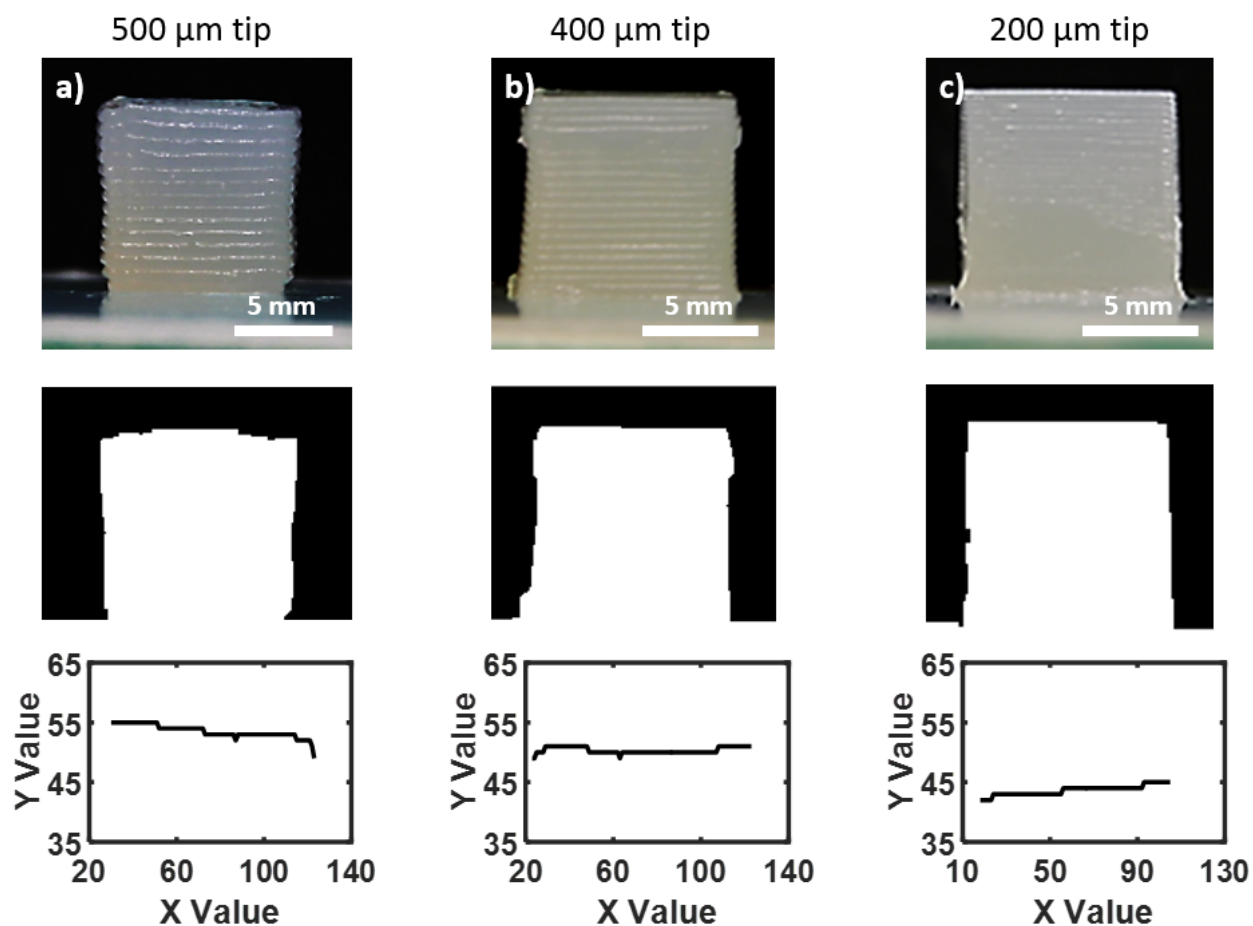 500 µm tip
400 µm tip
200 µm tip
a)
b)
c)
5 mm
5 mm
5 mm
65
55
45
35
Y Value
20 60 100 140
X Value
65
55
45
35
Y Value
20 60 100 140
X Value
65
55
45
35
Y Value
10 50 90 130
X Value